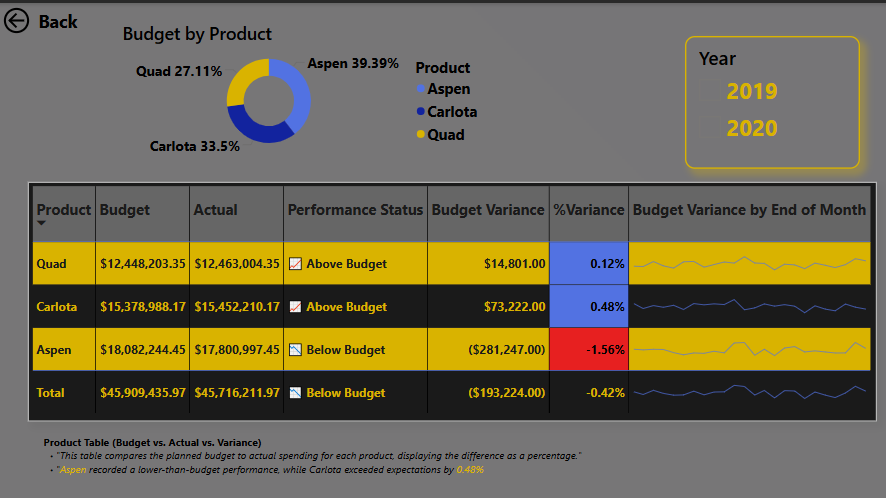 Back
Budget by Product
Aspen 39.39%
Quad 27.11%
Carlota 33.5%
Product
Aspen
Carlota
Quad
Year
2019
2020
Product Budget Actual Performance Status Budget Variance %Variance Budget Variance by End of Month
Quad $12,448,203.35 $12,463,004.35 Above Budget $14,801.00 0.12%
Carlota $15,378,988.17 $15,452,210.17 Above Budget $73,222.00 0.48%
Aspen $18,082,244.45 $17,800,997.45 Below Budget ($281,247.00) -1.56%
Total $45,909,435.97 $45,716,211.97 Below Budget ($193,224.00) -0.42%
Product Table (Budget vs. Actual vs. Variance)
• "This table compares the planned budget to actual spending for each product, displaying the difference as a percentage."
• "Aspen recorded a lower-than-budget performance, while Carlota exceeded expectations by 0.48%